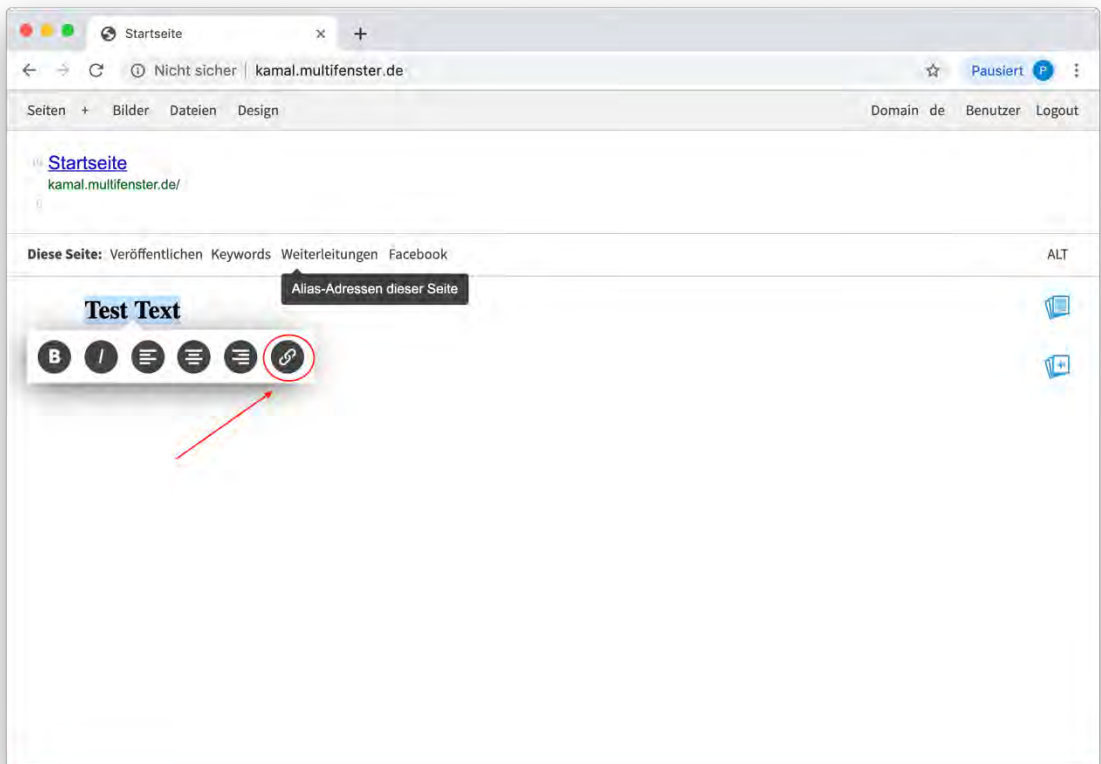 Startseite
Nicht sicher | kamal.multifenster.de
Pausiert P
Seiten + Bilder Dateien Design
Domain de Benutzer Logout
Startseite
kamal.multifenster.de/
Diese Seite: Veröffentlichen Keywords Weiterleitungen Facebook
ALT
Alias-Adressen dieser Seite
Test Text
B I